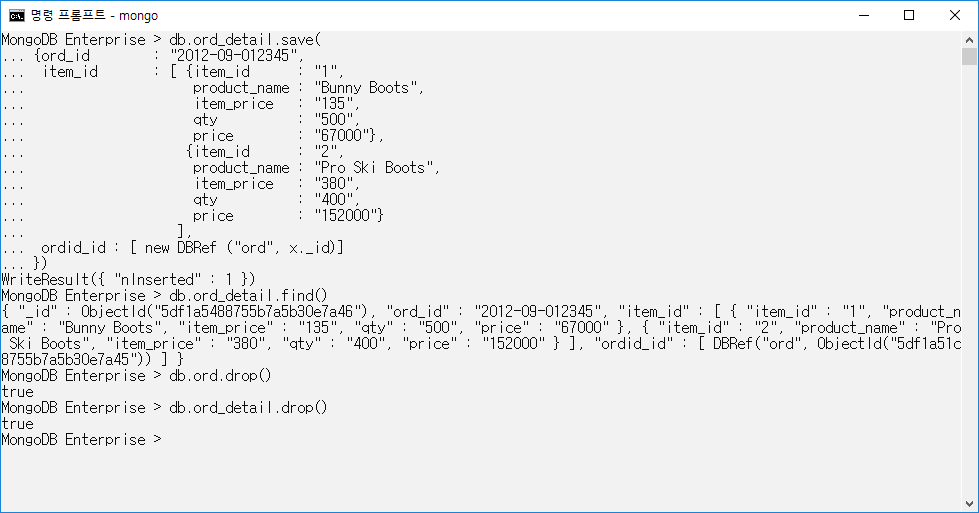 명령 프롬프트 - mongo
MongoDB Enterprise > db.ord_detail.save(
... {ord_id        : "2012-09-012345",
...  item_id        : [ {item_id      : "1",
...                     product_name : "Bunny Boots",
...                     item_price   : "135",
...                     qty          : "500",
...                     price        : "67000"},
...                    {item_id      : "2",
...                     product_name : "Pro Ski Boots",
...                     item_price   : "380",
...                     qty          : "400",
...                     price        : "152000"}
...                   ],
...  ordid_id : [ new DBRef ("ord", x._id)]
... })
WriteResult({ "nInserted" : 1 })
MongoDB Enterprise > db.ord_detail.find()
{ "_id" : ObjectId("5df1a5488755b7a5b30e7a46"), "ord_id" : "2012-09-012345", "item_id" : [ { "item_id" : "1", "product_n
ame" : "Bunny Boots", "item_price" : "135", "qty" : "500", "price" : "67000" }, { "item_id" : "2", "product_name" : "Pro
 Ski Boots", "item_price" : "380", "qty" : "400", "price" : "152000" } ], "ordid_id" : [ DBRef("ord", ObjectId("5df1a51c
8755b7a5b30e7a45")) ] }
MongoDB Enterprise > db.ord.drop()
true
MongoDB Enterprise > db.ord_detail.drop()
true
MongoDB Enterprise >